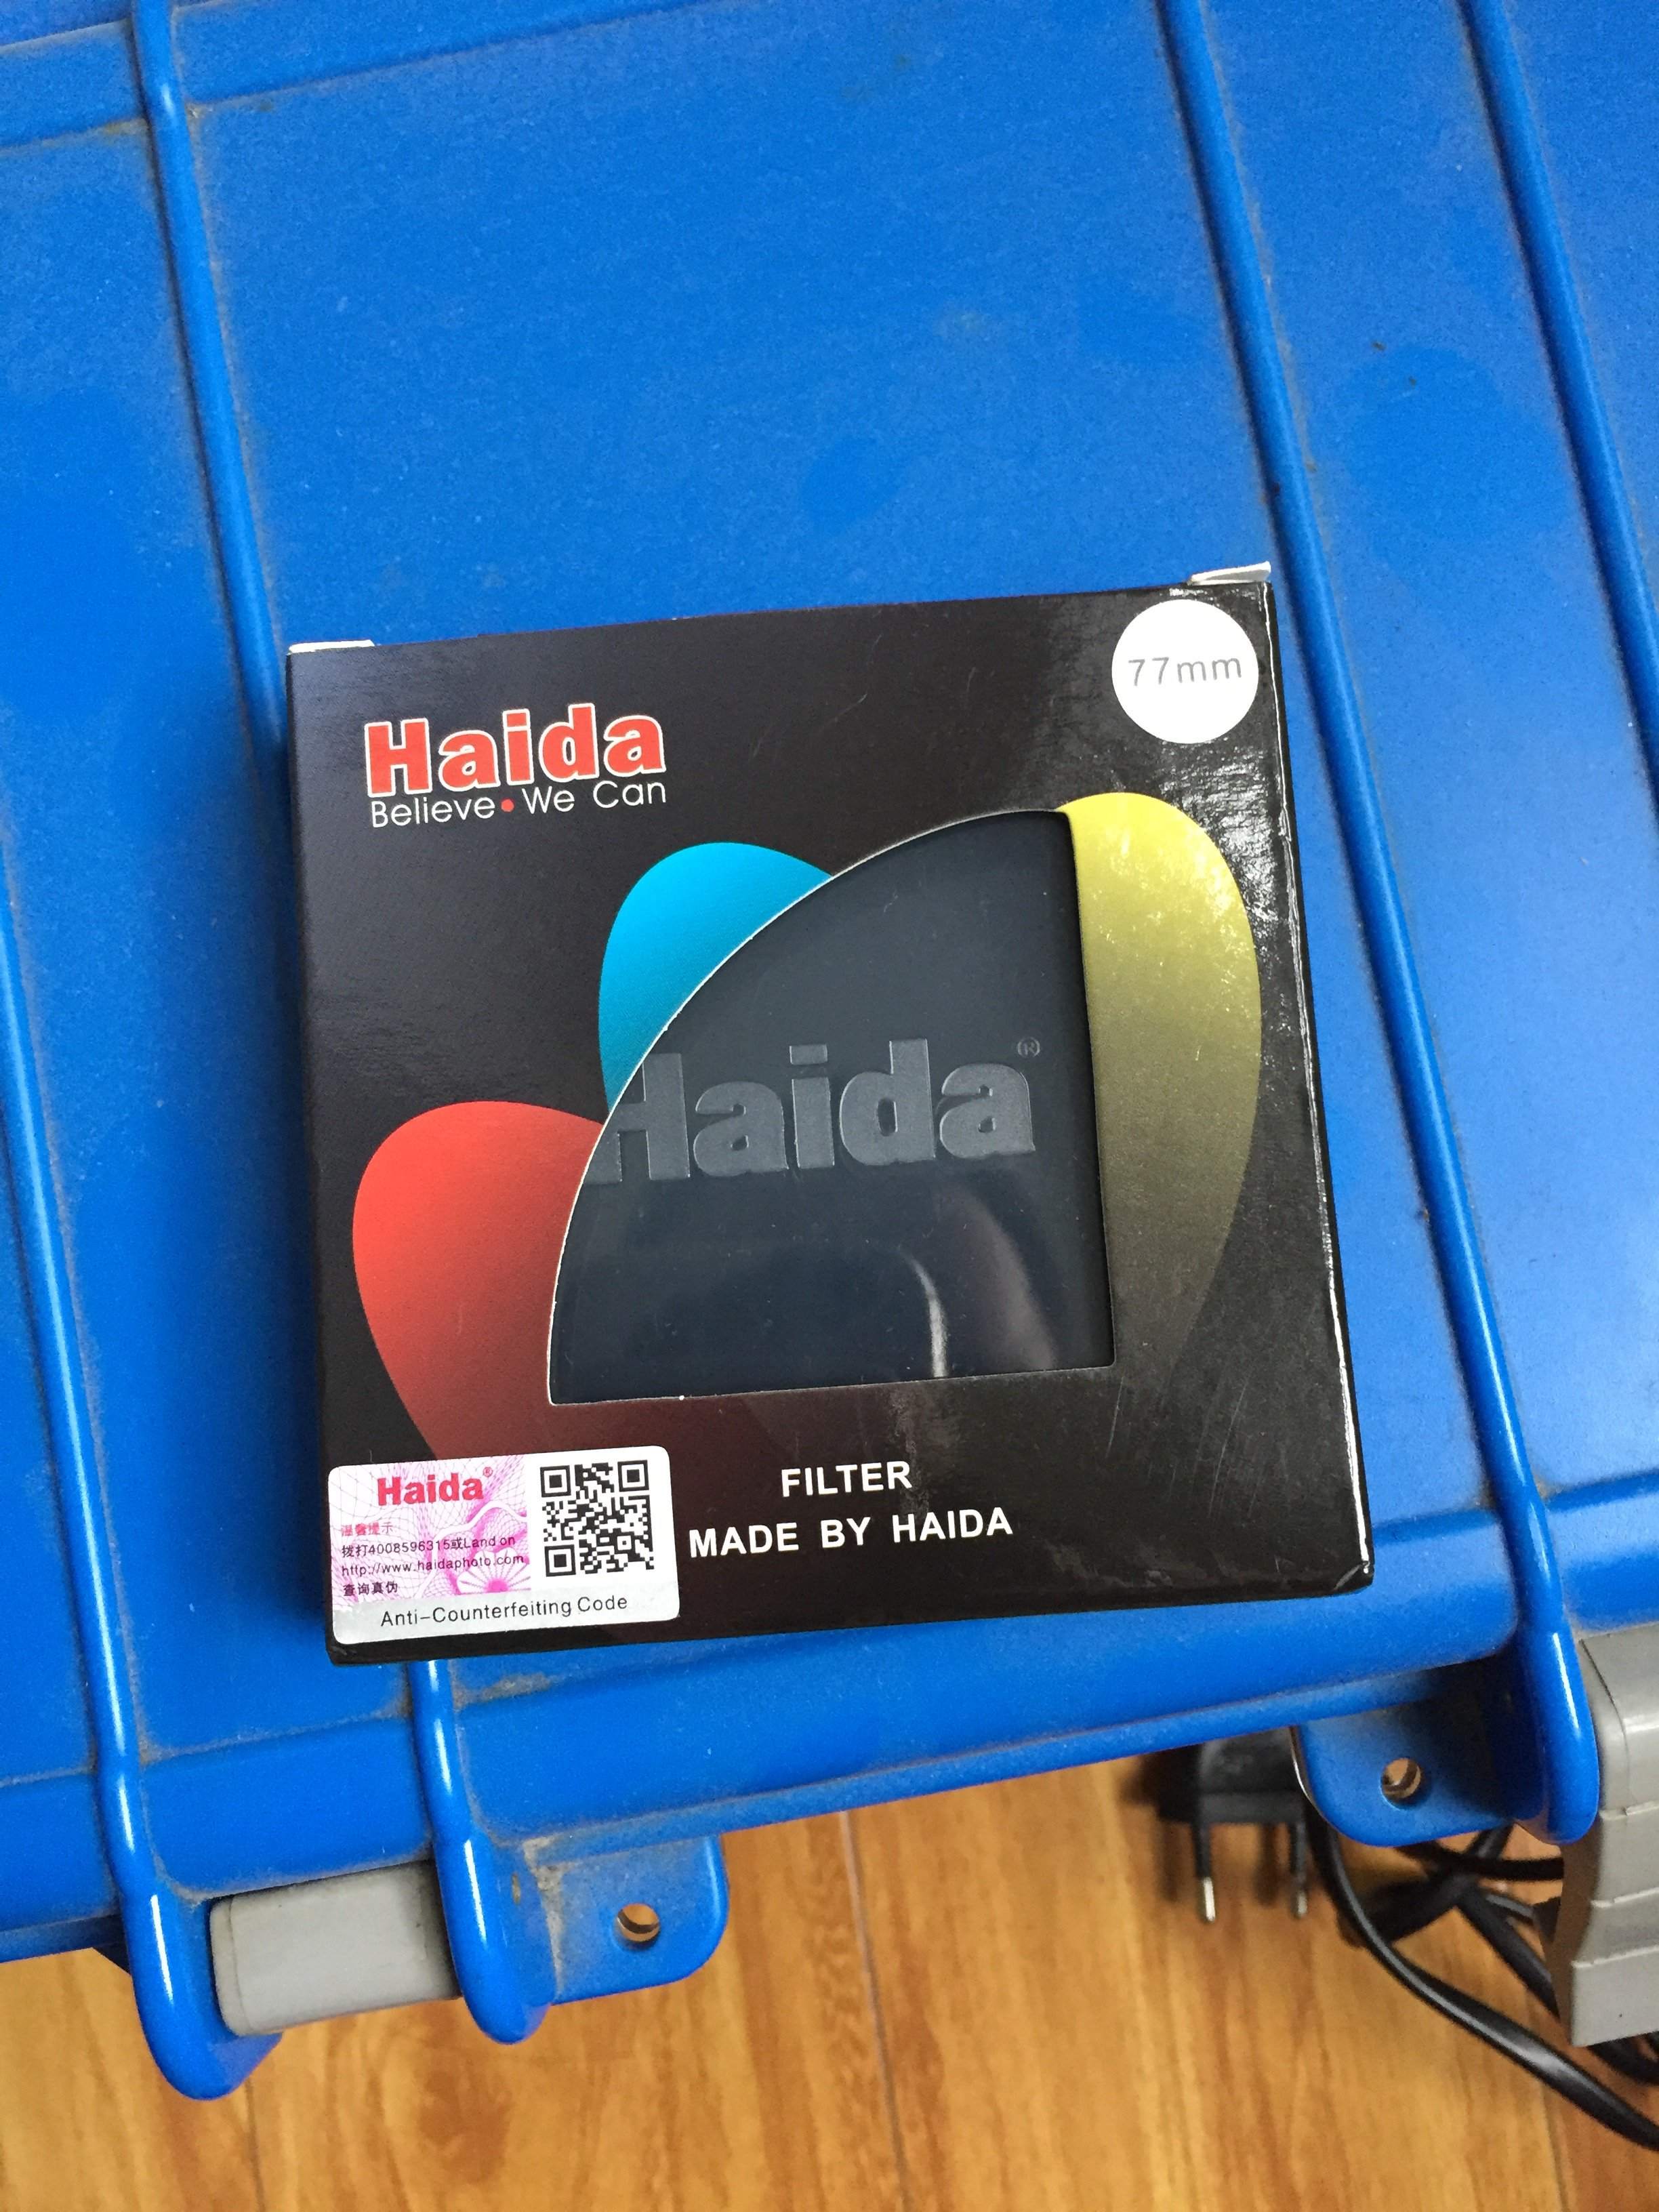 77mm
Haida
Believe•We Can
Haida®
FILTER
MADE BY HAIDA
Haida®
温馨提示
拨打4008596315或Land on
http://www.haidaphoto.com
查询真伪
Anti-Counterfeiting Code